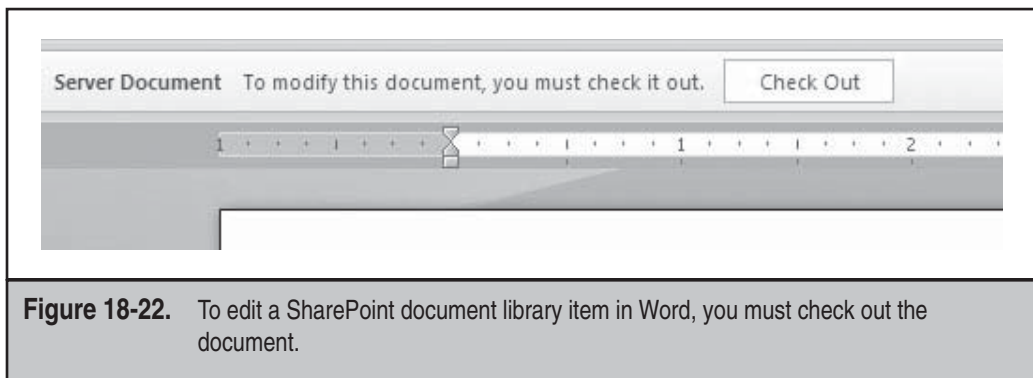 Server Document To modify this document, you must check it out. Check Out
1 1 2
Figure 18-22. To edit a SharePoint document library item in Word, you must check out the
document.